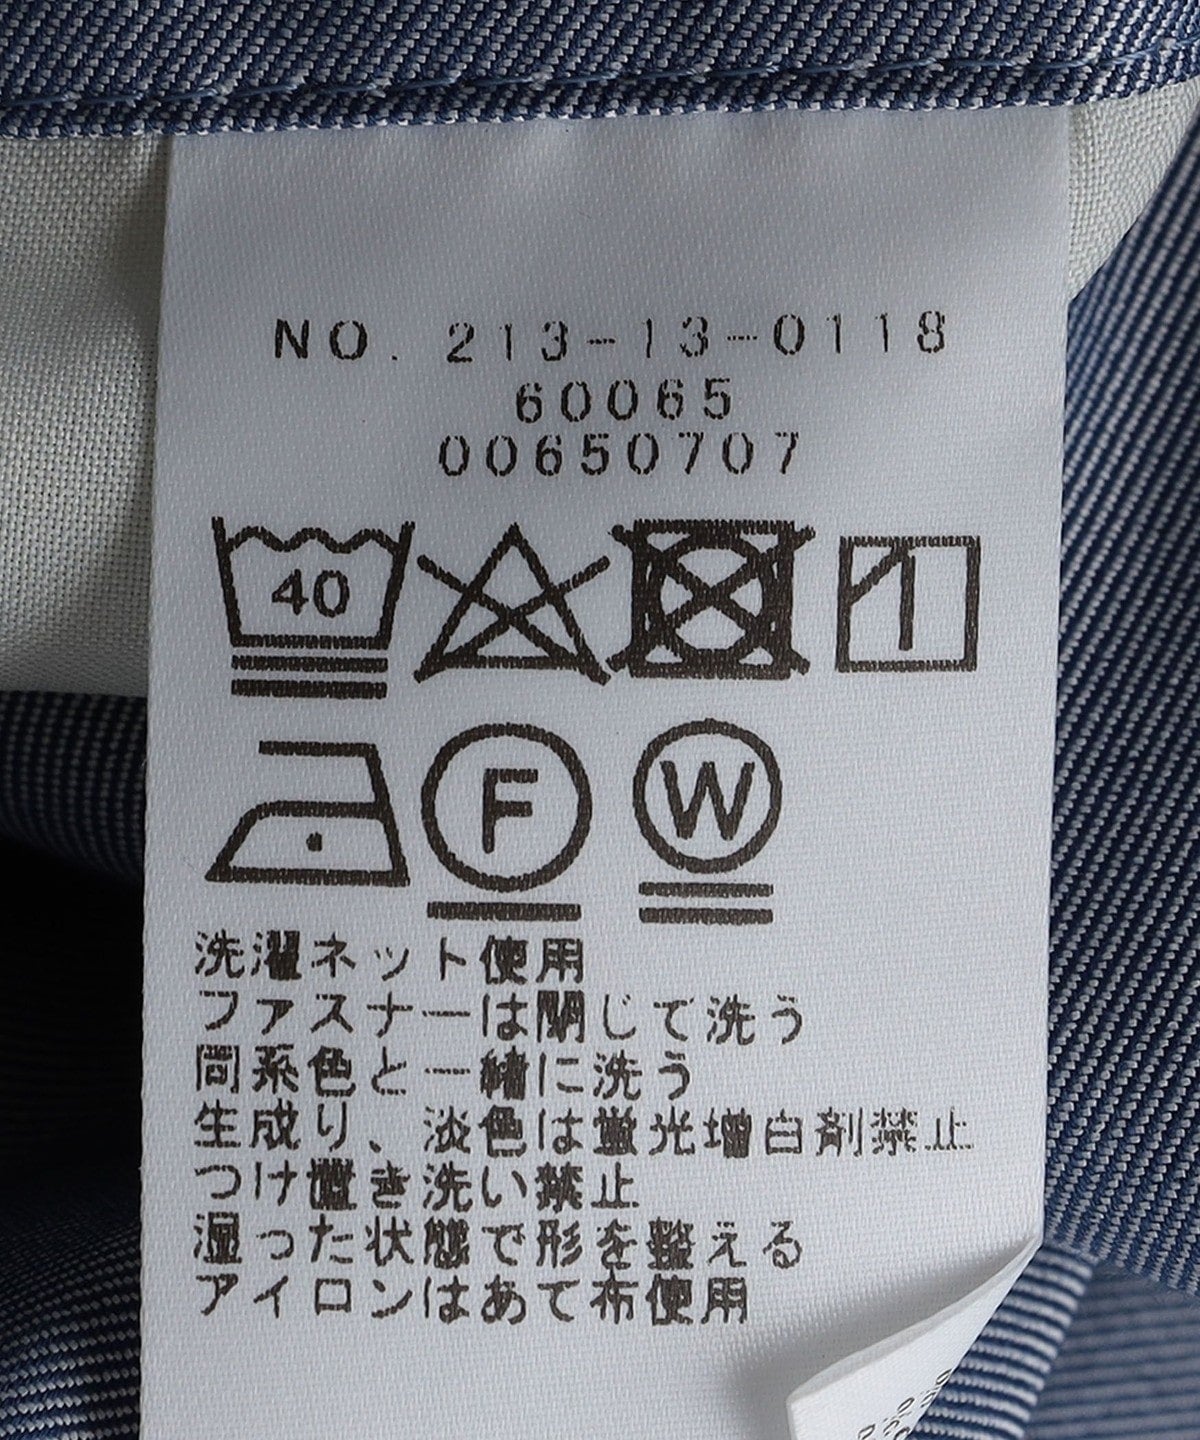 NO. 213-13-0118
60065
00650707
40
F
W
洗濯ネット使用
ファスナーは閉じて洗う
同系色と一緒に洗う
生成り、淡色は蛍光増白剤禁止
つけ置き洗い禁止
湿った状態で形を整える
アイロンはあて布使用